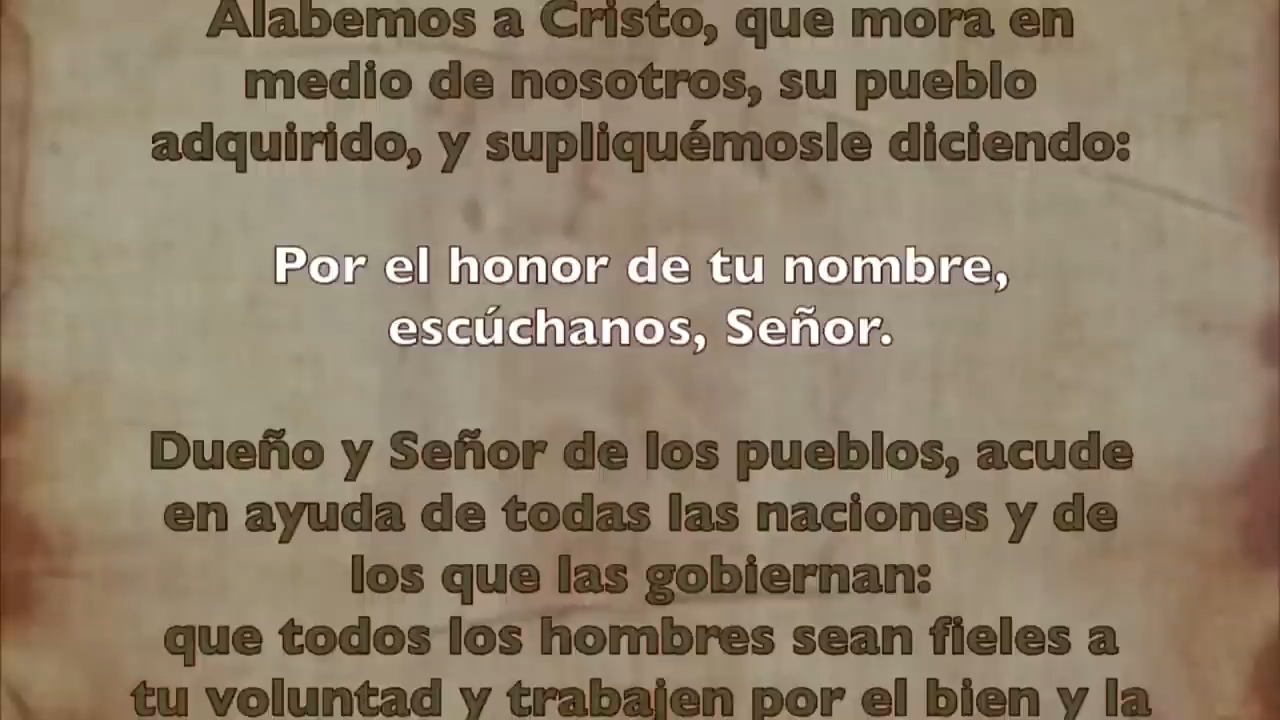 Alabemos a Cristo, que mora en
medio de nosotros, su pueblo
adquirido, y supliquémosle diciendo:
Por el honor de tu nombre,
escúchanos, Señor.
Dueño y Señor de los pueblos, acude
en ayuda de todas las naciones y de
los que las gobiernan:
que todos los hombres sean fieles a
tu voluntad y trabajen por el bien y la